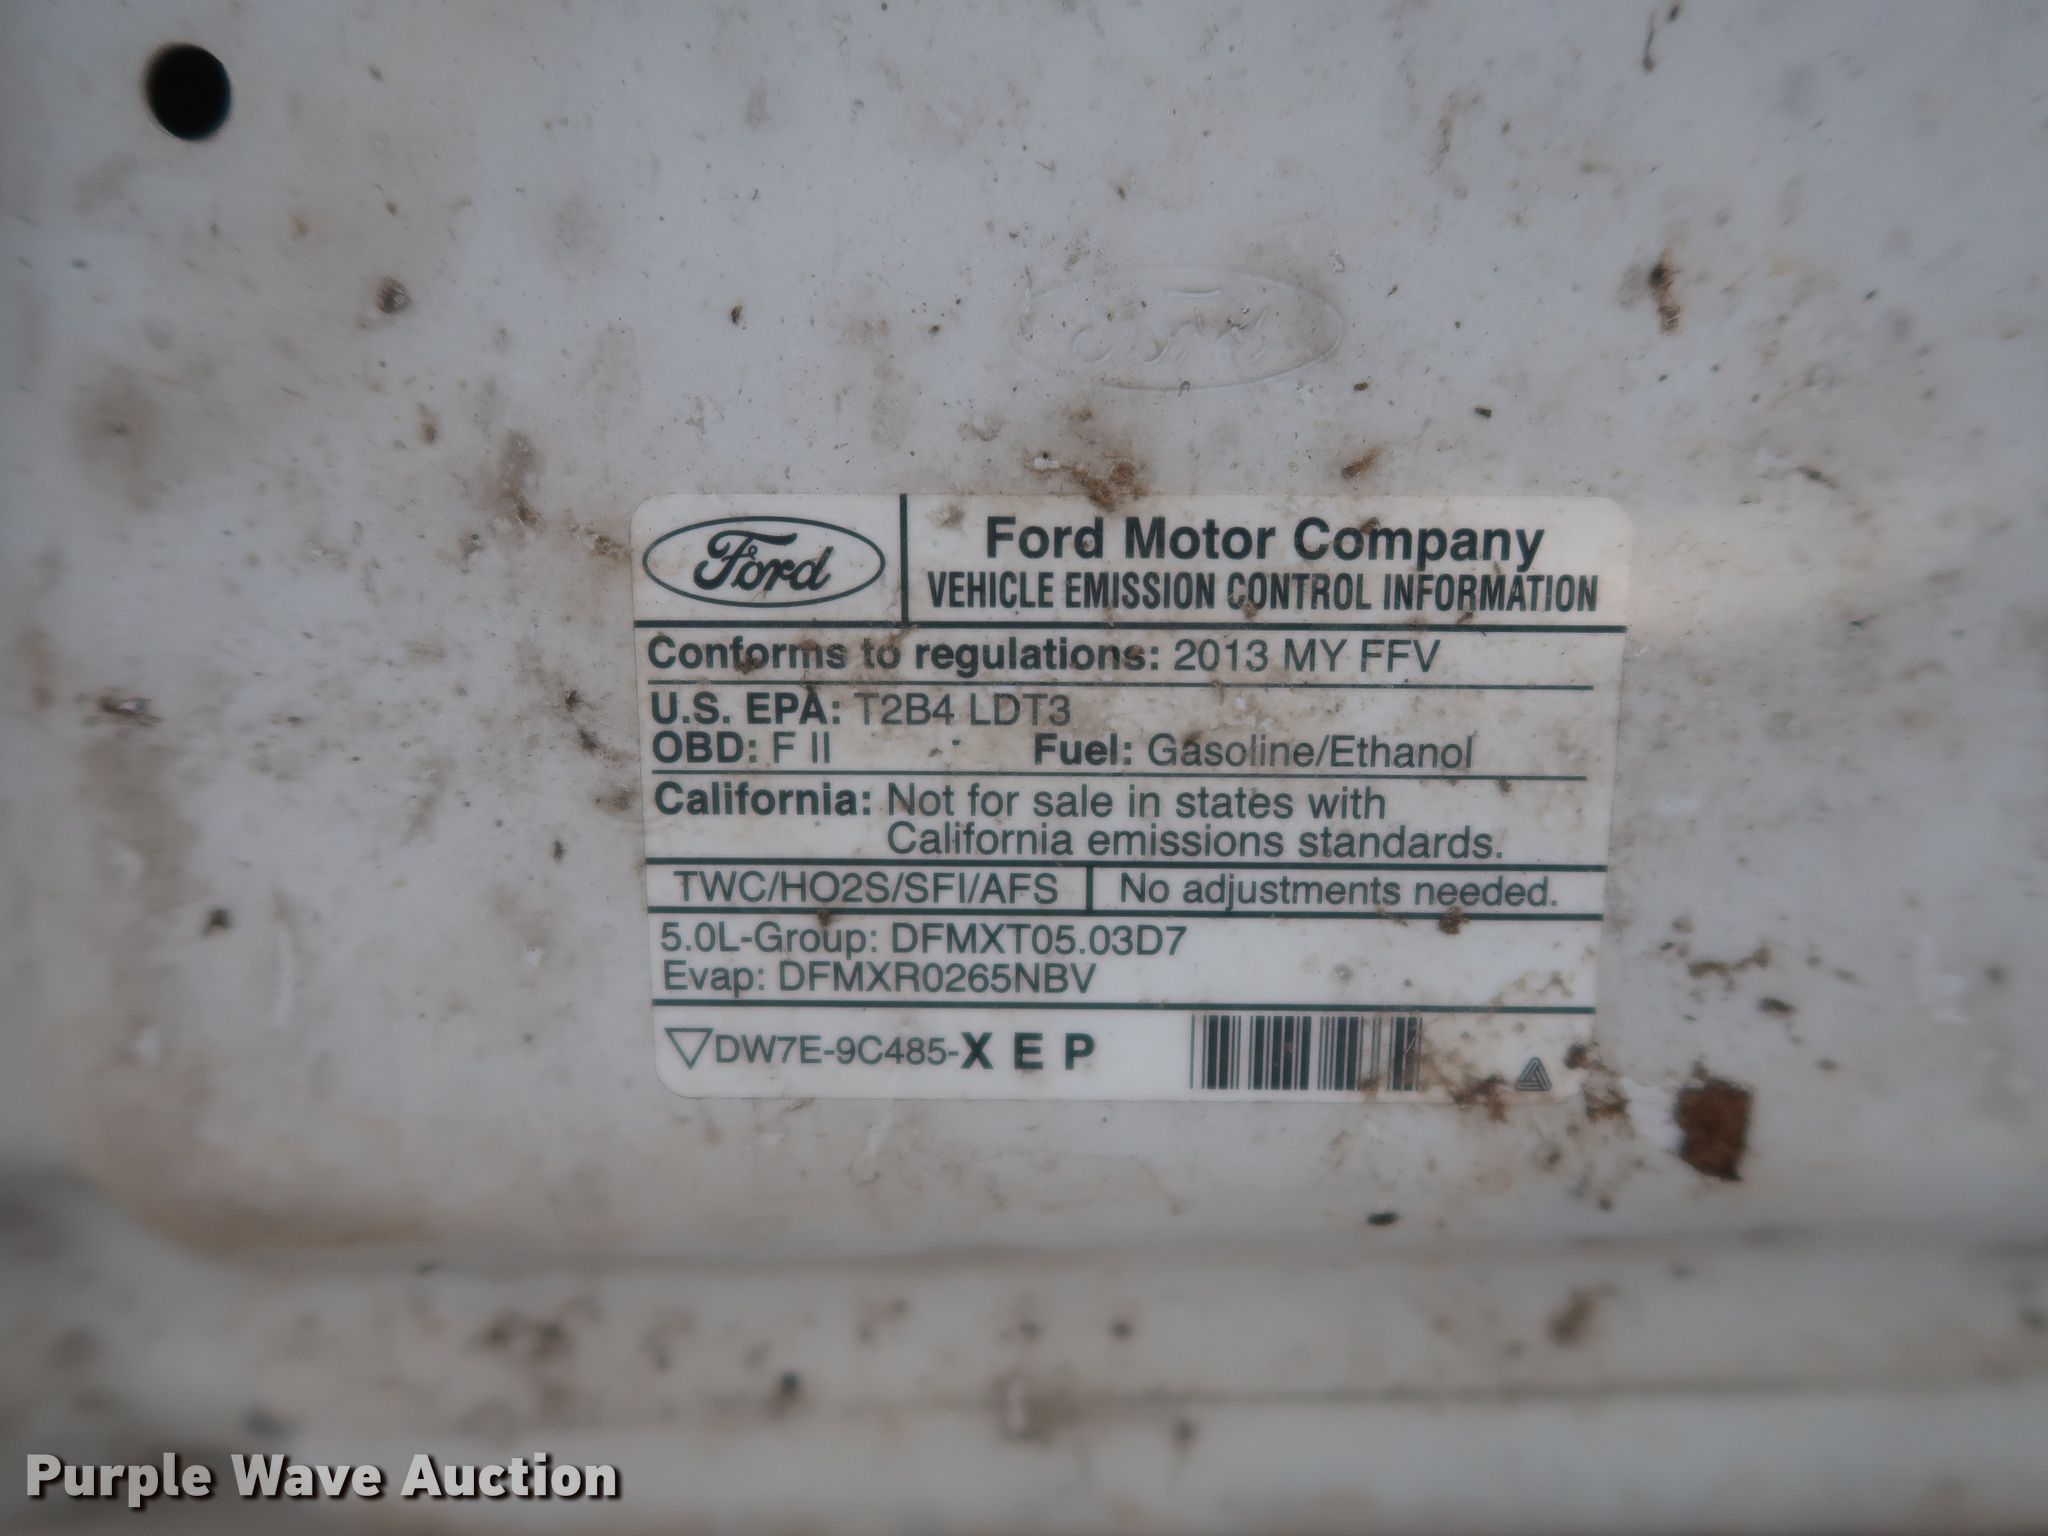 Ford
Ford
Ford Motor Company
VEHICLE EMISSION CONTROL INFORMATION
Conforms to regulations: 2013 MY FFV
U.S. EPA: T2B4 LDT3
OBD: F II Fuel: Gasoline/Ethanol
California: Not for sale in states with
California emissions standards.
TWC/HO2S/SFI/AFS No adjustments needed.
5.0L-Group: DFMXT05.03D7
Evap: DFMXR0265NBV
DW7E-9C485-X E P
Purple Wave Auction